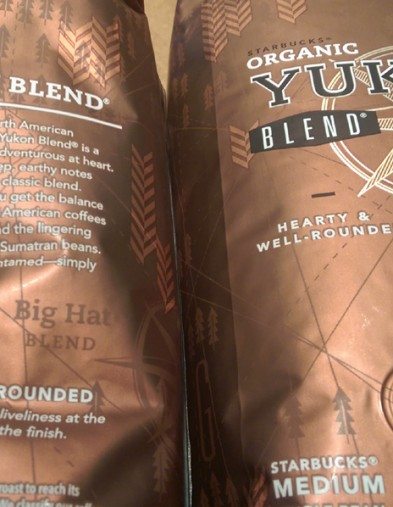 BLEND®
rth American
Yukon Blend® is a
dventurous at heart.
ep, earthy notes
classic blend.
u get the balance
American coffees
nd the lingering
Sumatran beans.
ntamed—simply
Big Hat
BLEND
ROUNDED
liveliness at the
the finish.
roast to reach its
STARBUCKS™
ORGANIC
YUK
BLEND®
HEARTY &
WELL-ROUNDE
STARBUCKS®
MEDIUM